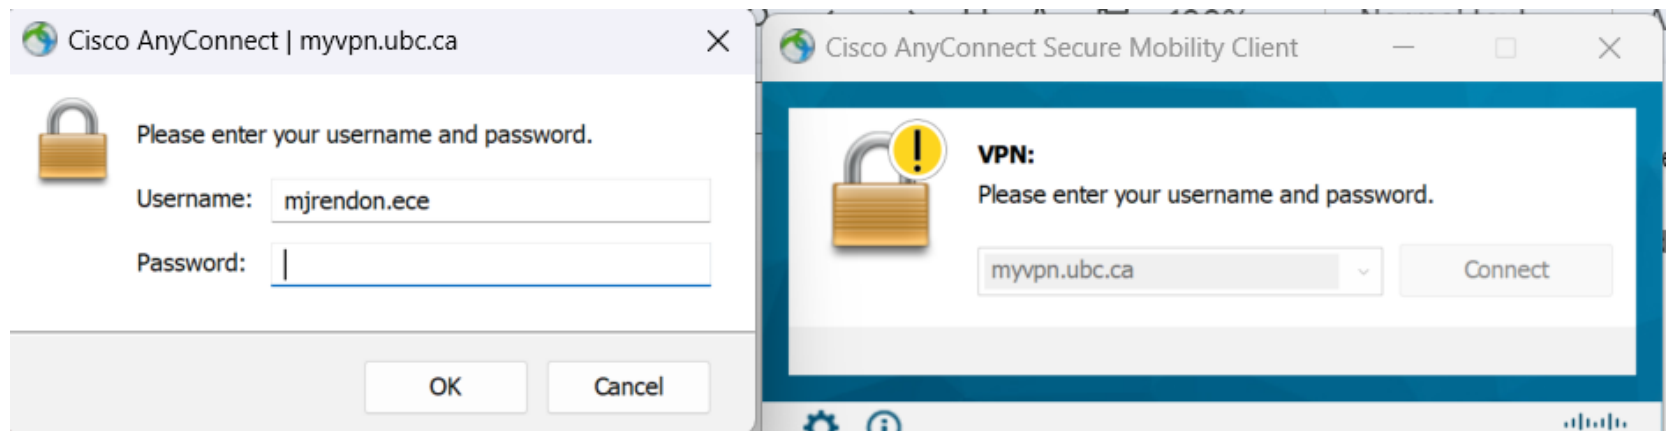 Cisco AnyConnect | myvpn.ubc.ca
Please enter your username and password.
Username: mjrendon.ece
Password:
OK Cancel
Cisco AnyConnect Secure Mobility Client
VPN:
Please enter your username and password.
myvpn.ubc.ca Connect